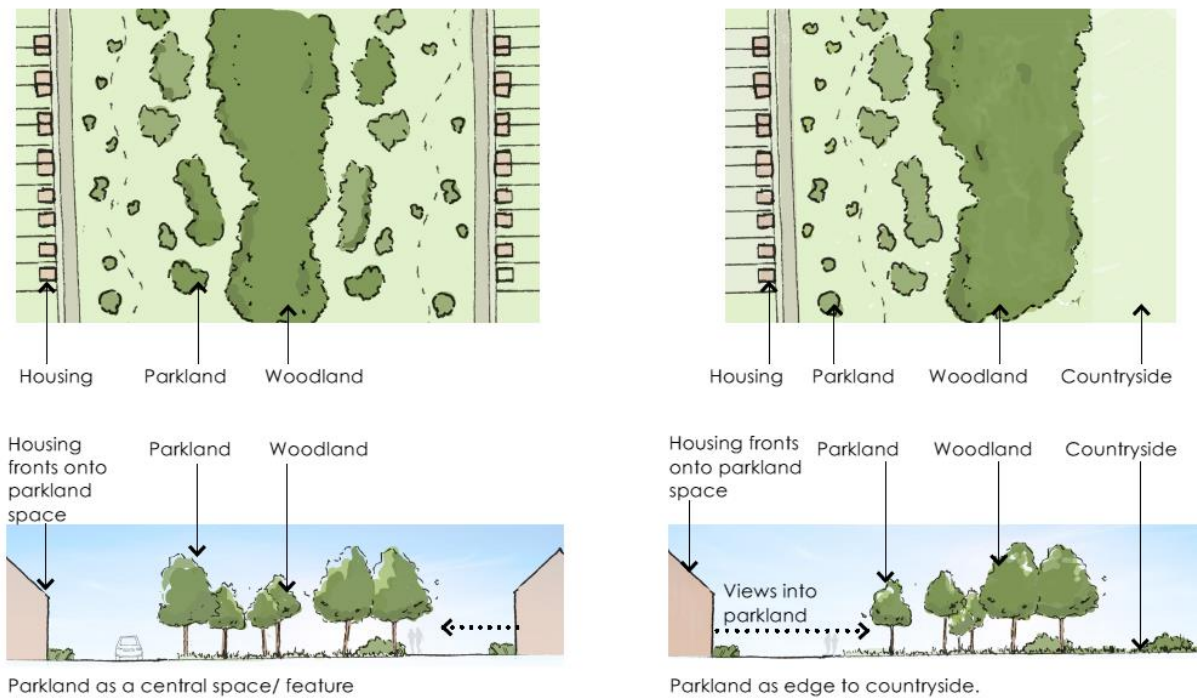 Housing
Parkland
Woodland
Housing
Parkland
Woodland
Countryside
Housing
fronts onto
parkland
space
Parkland
Woodland
Housing fronts
onto parkland
space
Parkland
Woodland
Countryside
Views into
parkland
Parkland as a central space/ feature
Parkland as edge to countryside.